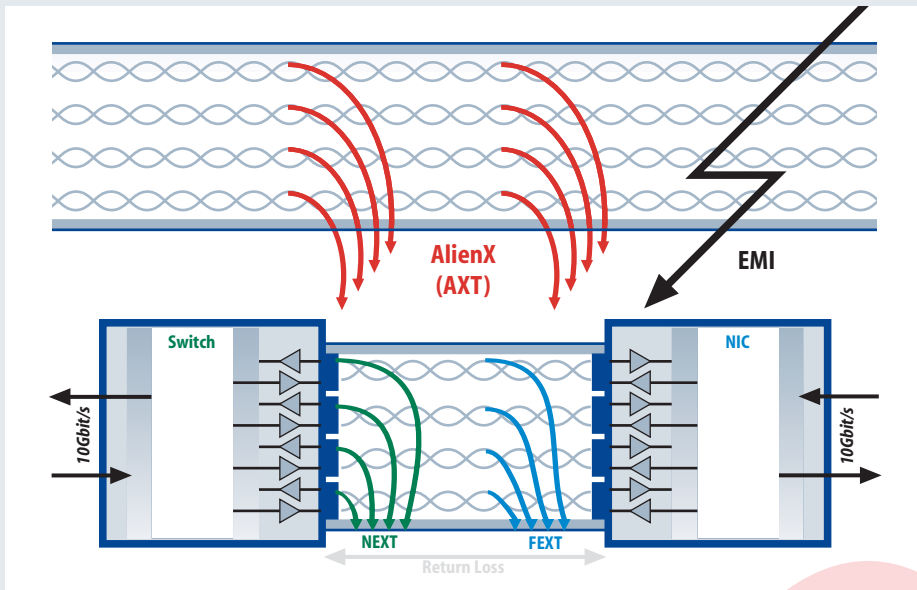 AlienX
(AXT)
EMI
Switch
NIC
10Gbit/s
10Gbit/s
NEXT
FEXT
Return Loss